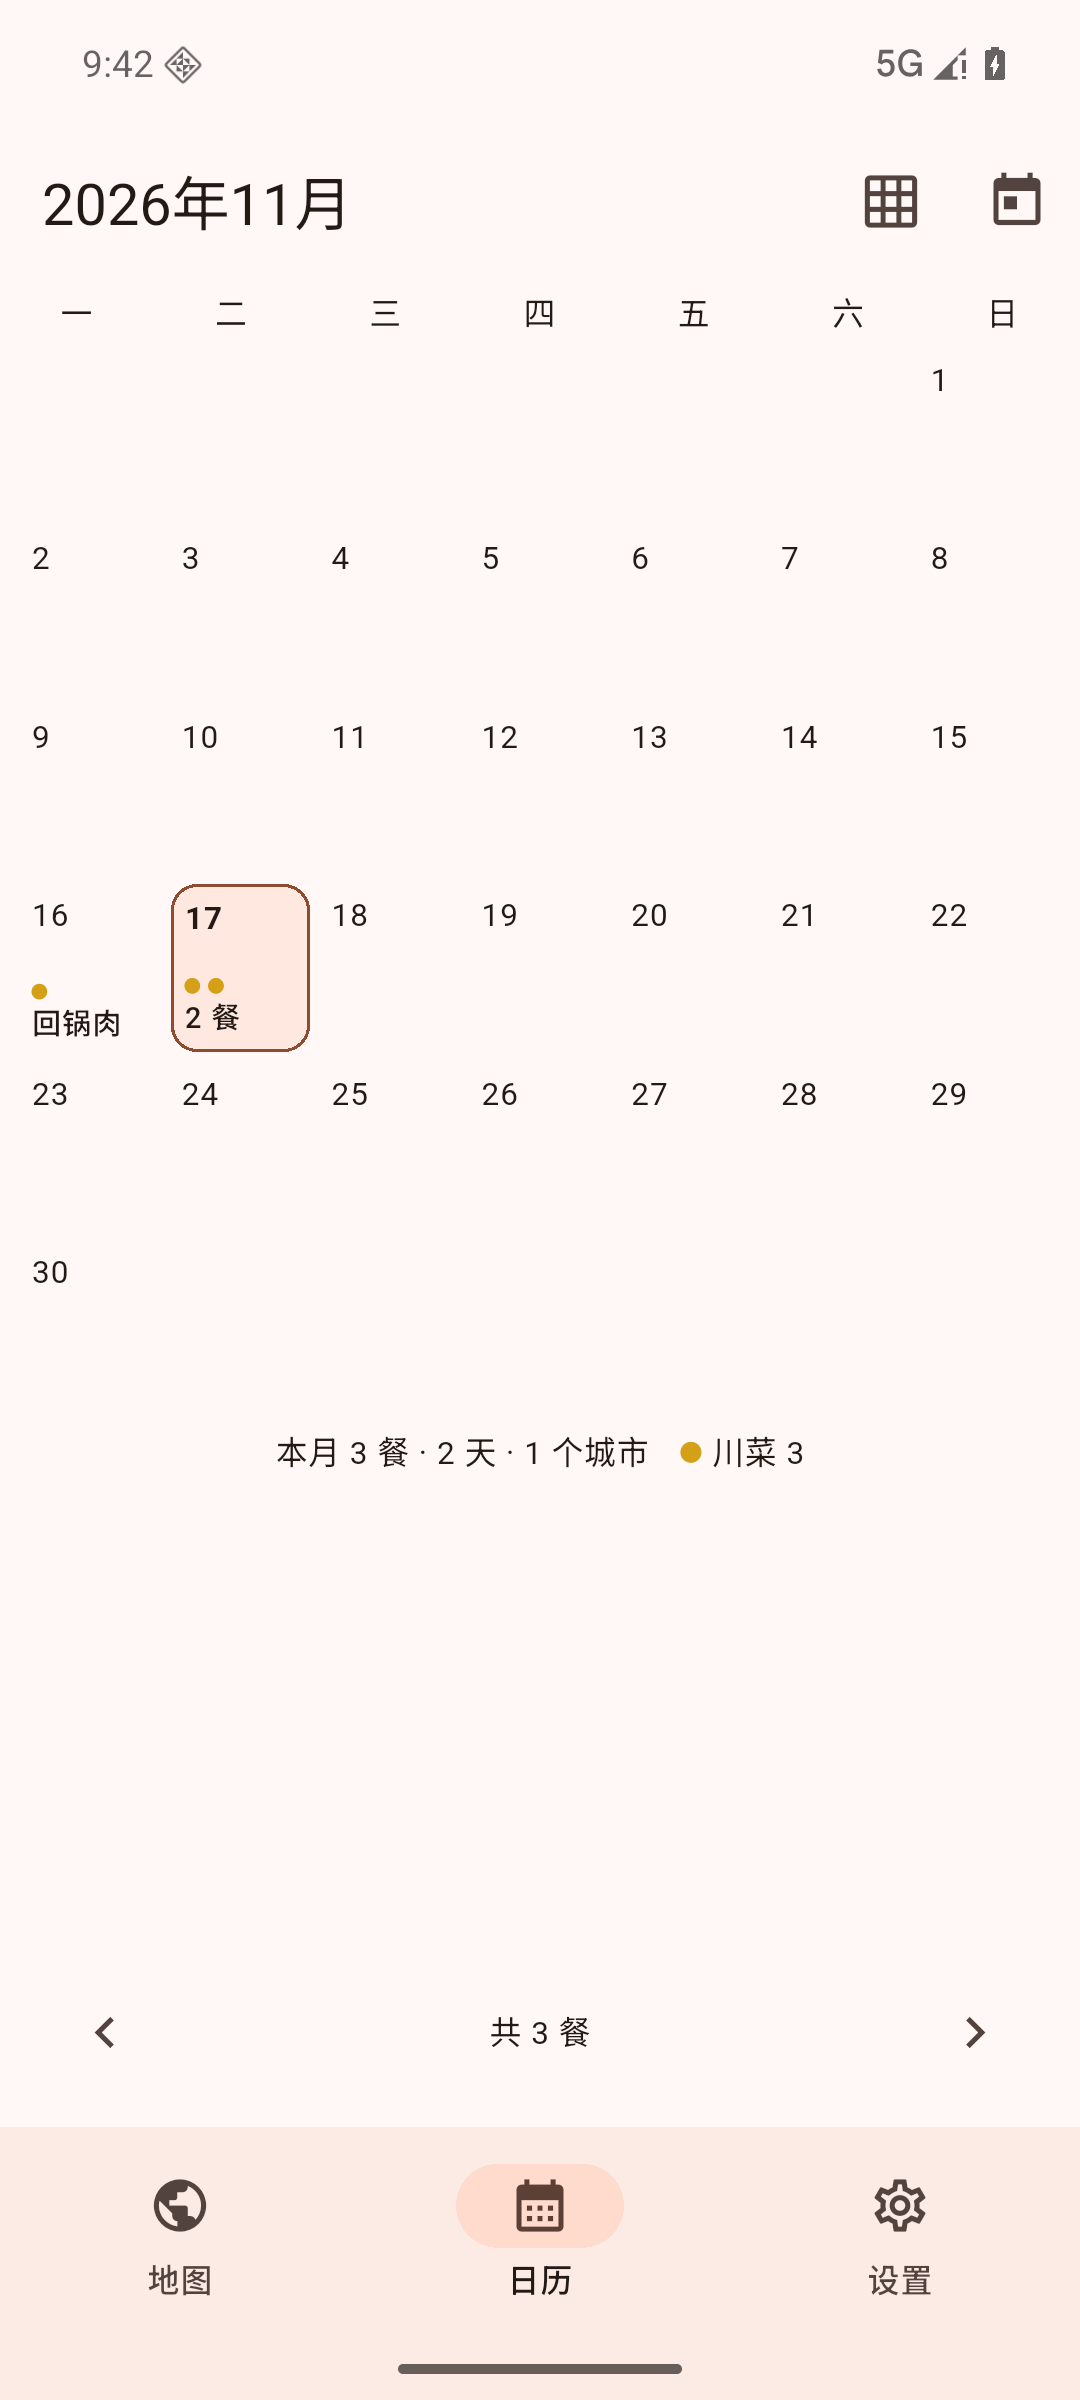 9:42 5G
2026年11月
一 二 三 四 五 六 日
1
2 3 4 5 6 7 8
9 10 11 12 13 14 15
16 17 18 19 20 21 22
回锅肉 2 餐
23 24 25 26 27 28 29
30
本月 3 餐 · 2 天 · 1 个城市 川菜 3
共 3 餐
地图 日历 设置